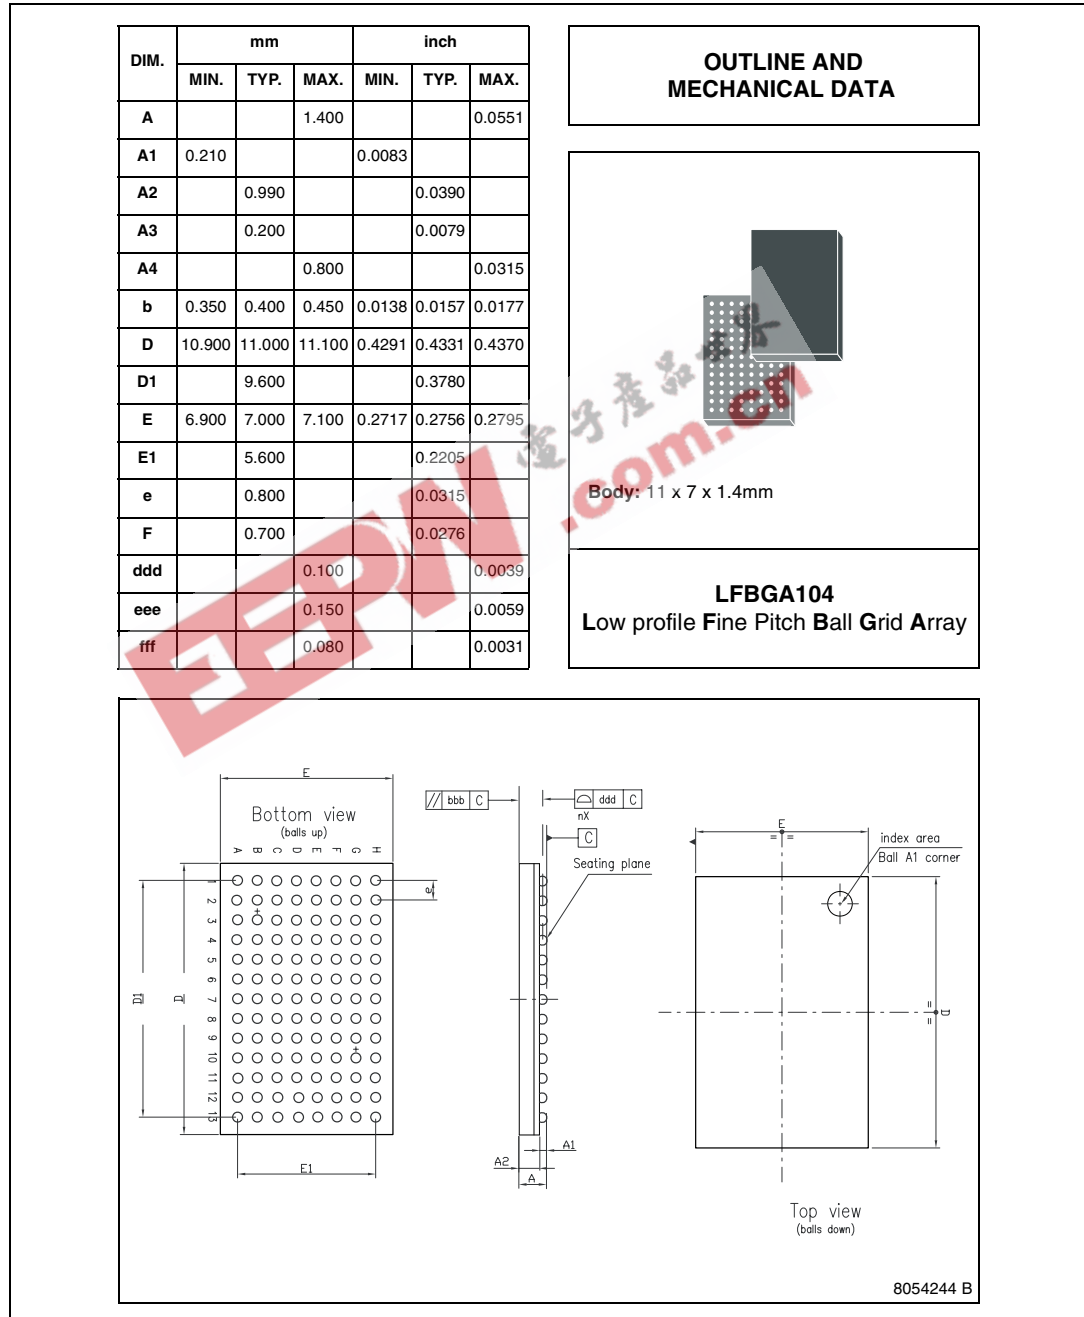 DIM. mm inch
MIN. TYP. MAX. MIN. TYP. MAX.
A 1.400 0.0551
A1 0.210 0.0083
A2 0.990 0.0390
A3 0.200 0.0079
A4 0.800 0.0315
b 0.350 0.400 0.450 0.0138 0.0157 0.0177
D 10.900 11.000 11.100 0.4291 0.4331 0.4370
D1 9.600 0.3780
E 6.900 7.000 7.100 0.2717 0.2756 0.2795
E1 5.600 0.2205
e 0.800 0.0315
F 0.700 0.0276
ddd 0.100 0.0039
eee 0.150 0.0059
fff 0.080 0.0031
OUTLINE AND
MECHANICAL DATA
Body: 11 x 7 x 1.4mm
LFBGA104
Low profile Fine Pitch Ball Grid Array
EEPW
電子產品世界
.com.cn
E
Bottom view
(balls up)
A B C D E F G H
1
2
3
4
5
6
7
8
9
10
11
12
13
D1
D
e
E1
// bbb C
ddd C
nX
C
Seating plane
A1
A2
A
E
= =
index area
Ball A1 corner
= D =
Top view
(balls down)
8054244 B